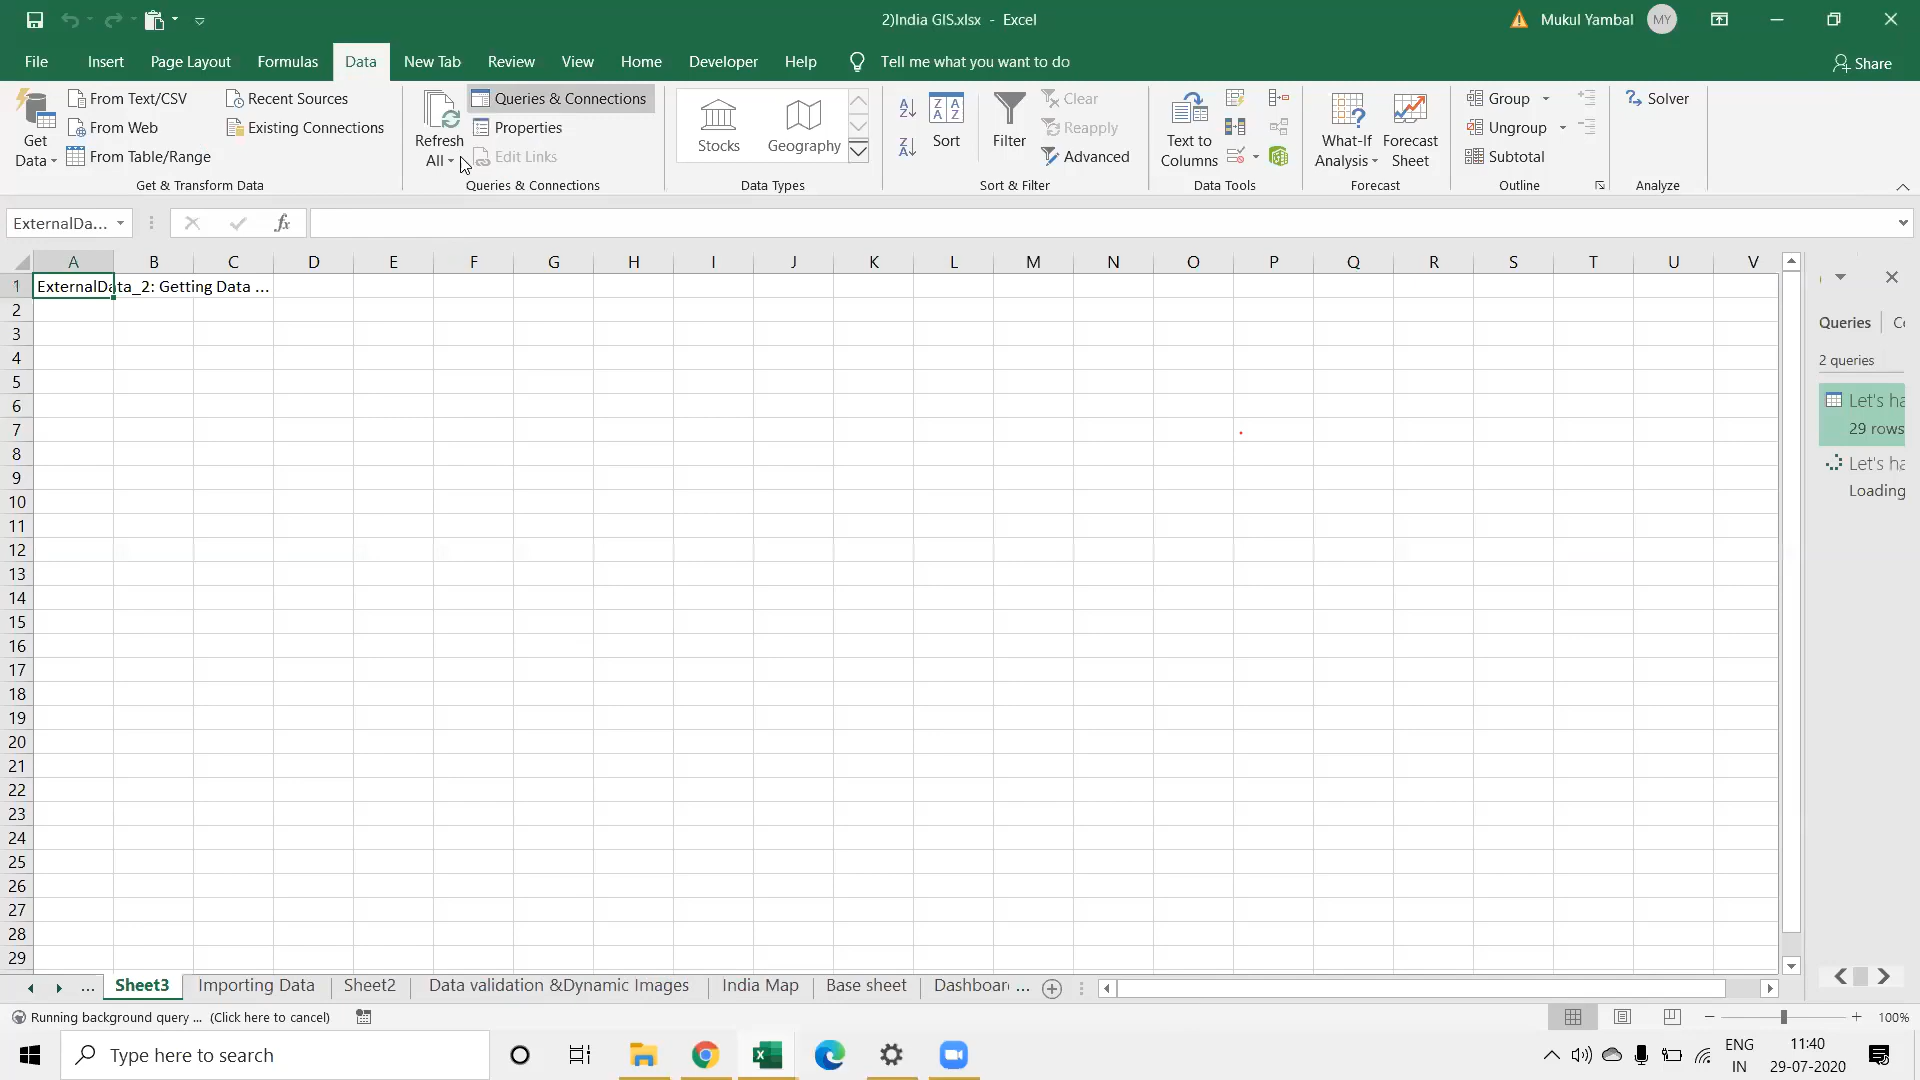 2)India GIS.xlsx - Excel
Mukul Yambal
MY
File Insert Page Layout Formulas Data New Tab Review View Home Developer Help Tell me what you want to do Share
Get Data
From Text/CSV
From Web
From Table/Range
Recent Sources
Existing Connections
Get & Transform Data
Refresh All
Queries & Connections
Properties
Edit Links
Queries & Connections
Stocks
Geography
Data Types
Sort
Filter
Clear
Reapply
Advanced
Sort & Filter
Text to Columns
Data Tools
What-If Analysis
Forecast Sheet
Forecast
Group
Ungroup
Subtotal
Outline
Solver
Analyze
ExternalDa... fx
A B C D E F G H I J K L M N O P Q R S T U V
1 ExternalData_2: Getting Data ...
2
3
4
5
6
7
8
9
10
11
12
13
14
15
16
17
18
19
20
21
22
23
24
25
26
27
28
29
Queries
2 queries
Let's ha
29 rows
Let's ha
Loading
... Sheet3 Importing Data Sheet2 Data validation &Dynamic Images India Map Base sheet Dashboar ...
Running background query ... (Click here to cancel)
100%
Type here to search
ENG
IN
11:40
29-07-2020